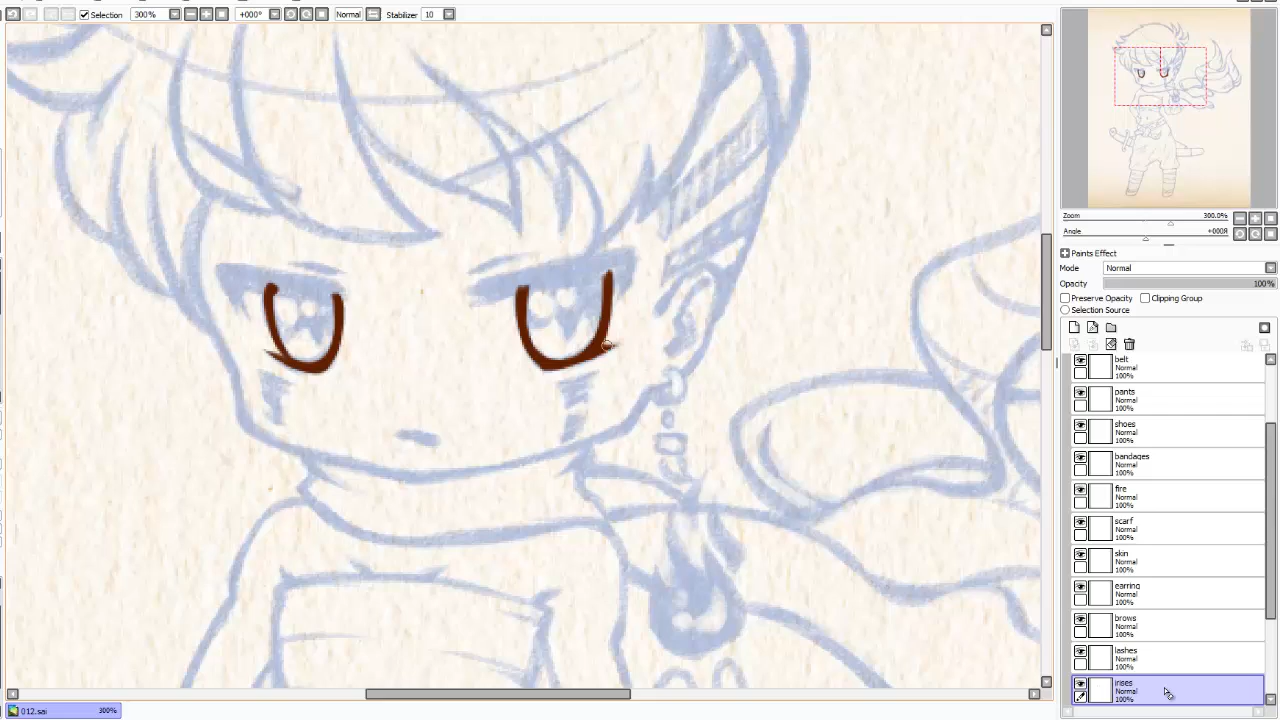 Selection 300% +000° Normal Stabilizer 10
Zoom 300.0%
Angle +000R
Paints Effect
Mode Normal
Opacity 100%
Preserve Opacity Clipping Group
Selection Source
belt
Normal
100%
pants
Normal
100%
shoes
Normal
100%
bandages
Normal
100%
fire
Normal
100%
scarf
Normal
100%
skin
Normal
100%
earring
Normal
100%
brows
Normal
100%
lashes
Normal
100%
irises
Normal
100%
012.sai 300%